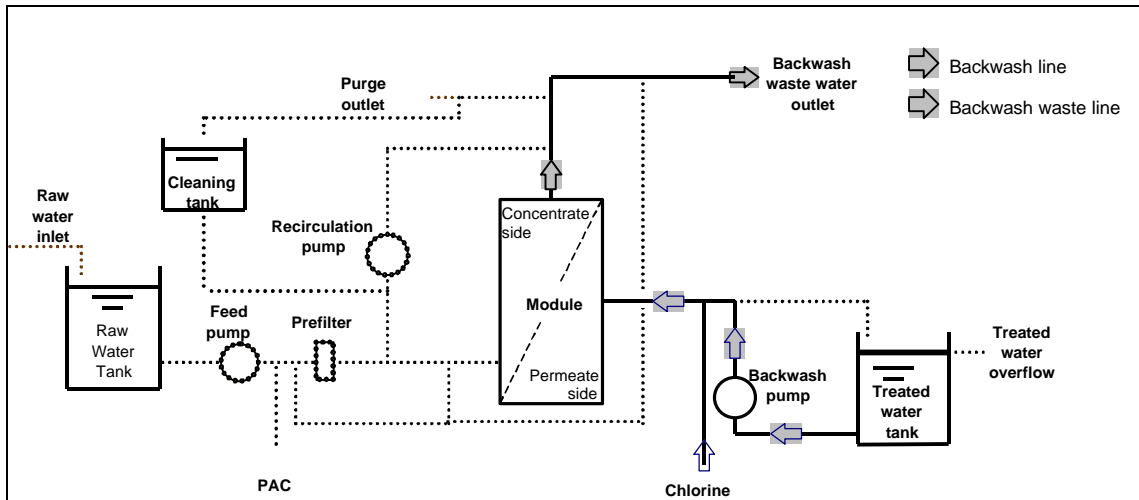 Backwash
waste water
outlet
Backwash line
Backwash waste line
Purge
outlet
Cleaning
tank
Raw
water
inlet
Recirculation
pump
Concentrate
side
Feed
pump
Prefilter
Module
Raw
Water
Tank
Permeate
side
Backwash
pump
Treated
water
overflow
Treated
water
tank
PAC
Chlorine